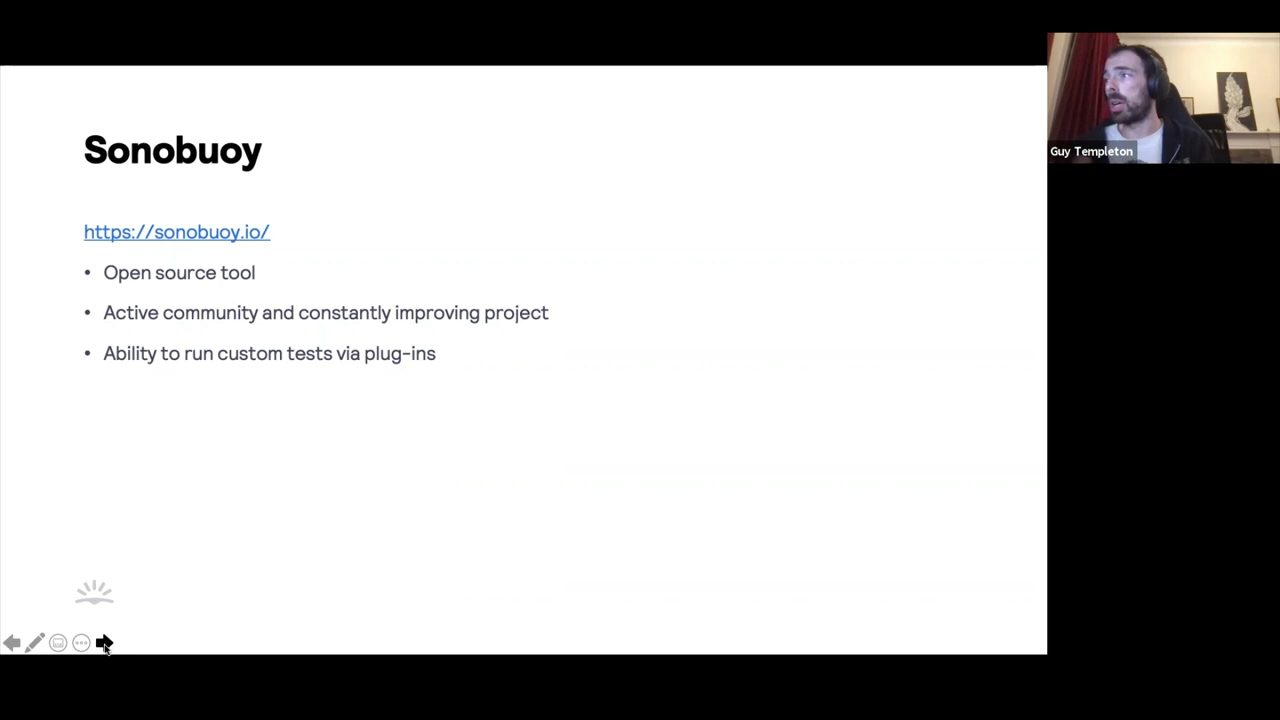 Sonobuoy
https://sonobuoy.io/
• Open source tool
• Active community and constantly improving project
• Ability to run custom tests via plug-ins
Guy Templeton